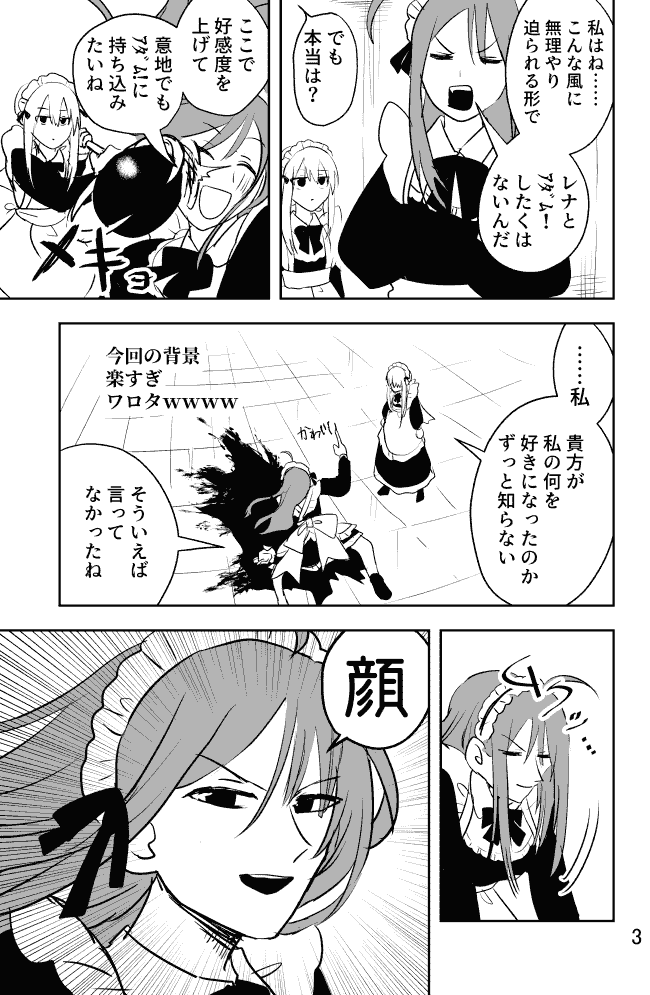 私はね……
こんな風に
無理やり
迫られる形で
レナと
アダム！
したくは
ないんだ
でも
本当は？
ここで
好感度を
上げて
意地でも
アダム！に
持ち込み
たいね
メキョ
……私
貴方が
私の何を
好きになったのか
ずっと知らない
今回の背景
楽すぎ
ワロタwwww
そういえば
言って
なかったね
顔
3